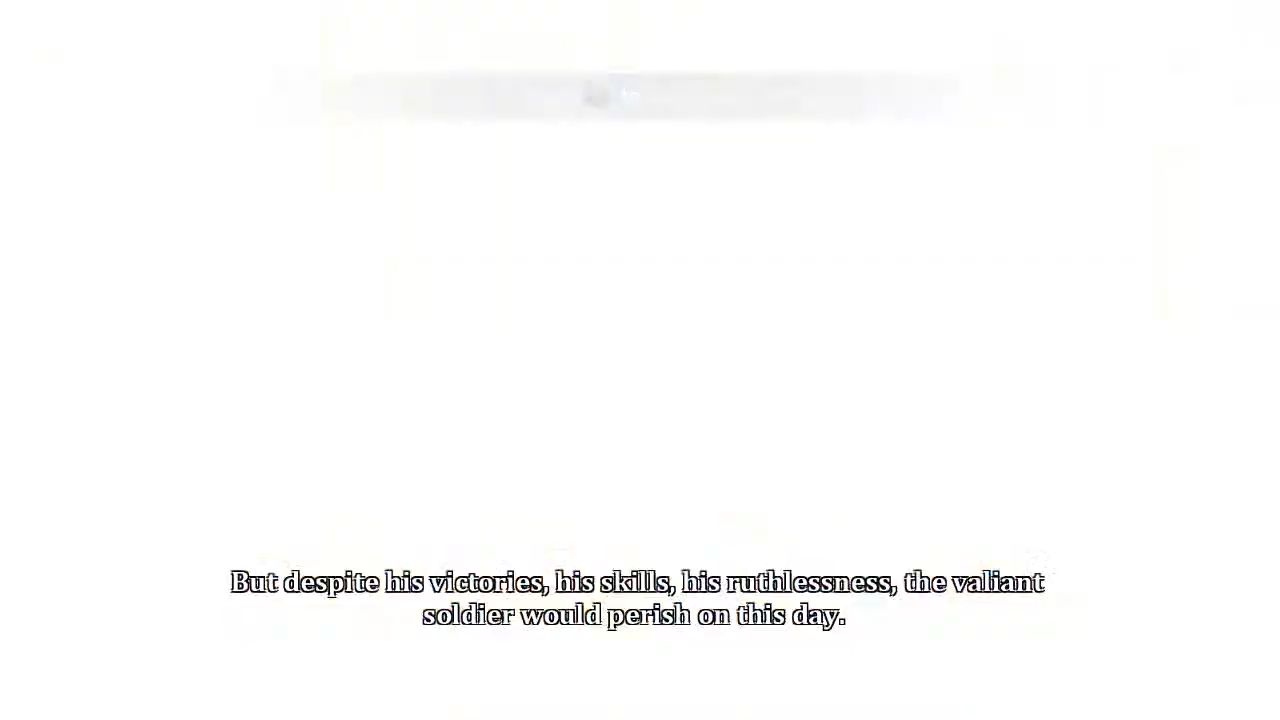 But despite his victories, his skills, his ruthlessness, the valiant
soldier would perish on this day.